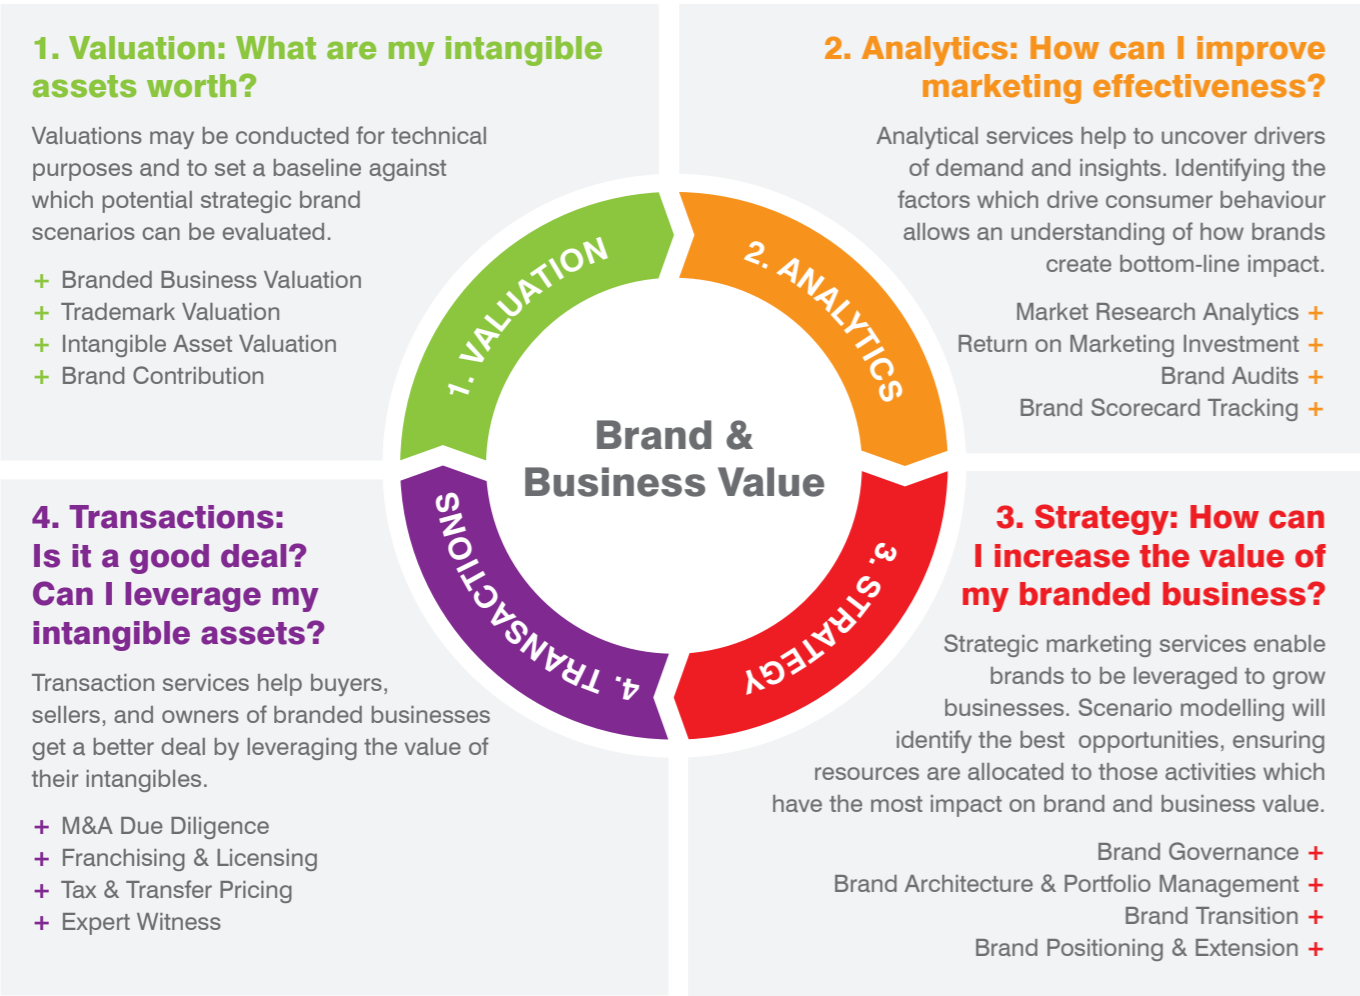 1. Valuation: What are my intangible
assets worth?
Valuations may be conducted for technical
purposes and to set a baseline against
which potential strategic brand
scenarios can be evaluated.
+ Branded Business Valuation
+ Trademark Valuation
+ Intangible Asset Valuation
+ Brand Contribution
2. Analytics: How can I improve
marketing effectiveness?
Analytical services help to uncover drivers
of demand and insights. Identifying the
factors which drive consumer behaviour
allows an understanding of how brands
create bottom-line impact.
Market Research Analytics +
Return on Marketing Investment +
Brand Audits +
Brand Scorecard Tracking +
1. VALUATION
2. ANALYTICS
3. STRATEGY
4. TRANSACTIONS
Brand &
Business Value
3. Strategy: How can
I increase the value of
my branded business?
Strategic marketing services enable
brands to be leveraged to grow
businesses. Scenario modelling will
identify the best  opportunities, ensuring
resources are allocated to those activities which
have the most impact on brand and business value.
Brand Governance +
Brand Architecture & Portfolio Management +
Brand Transition +
Brand Positioning & Extension +
4. Transactions:
Is it a good deal?
Can I leverage my
intangible assets?
Transaction services help buyers,
sellers, and owners of branded businesses
get a better deal by leveraging the value of
their intangibles.
+ M&A Due Diligence
+ Franchising & Licensing
+ Tax & Transfer Pricing
+ Expert Witness